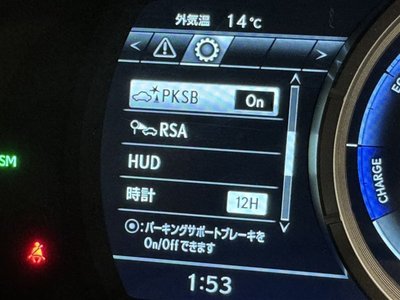 外気温 14℃
< >
PKSB On
RSA
HUD
時計 12H
⦿:パーキングサポートブレーキを
On/Offできます
1:53
SM
CHARGE
EC